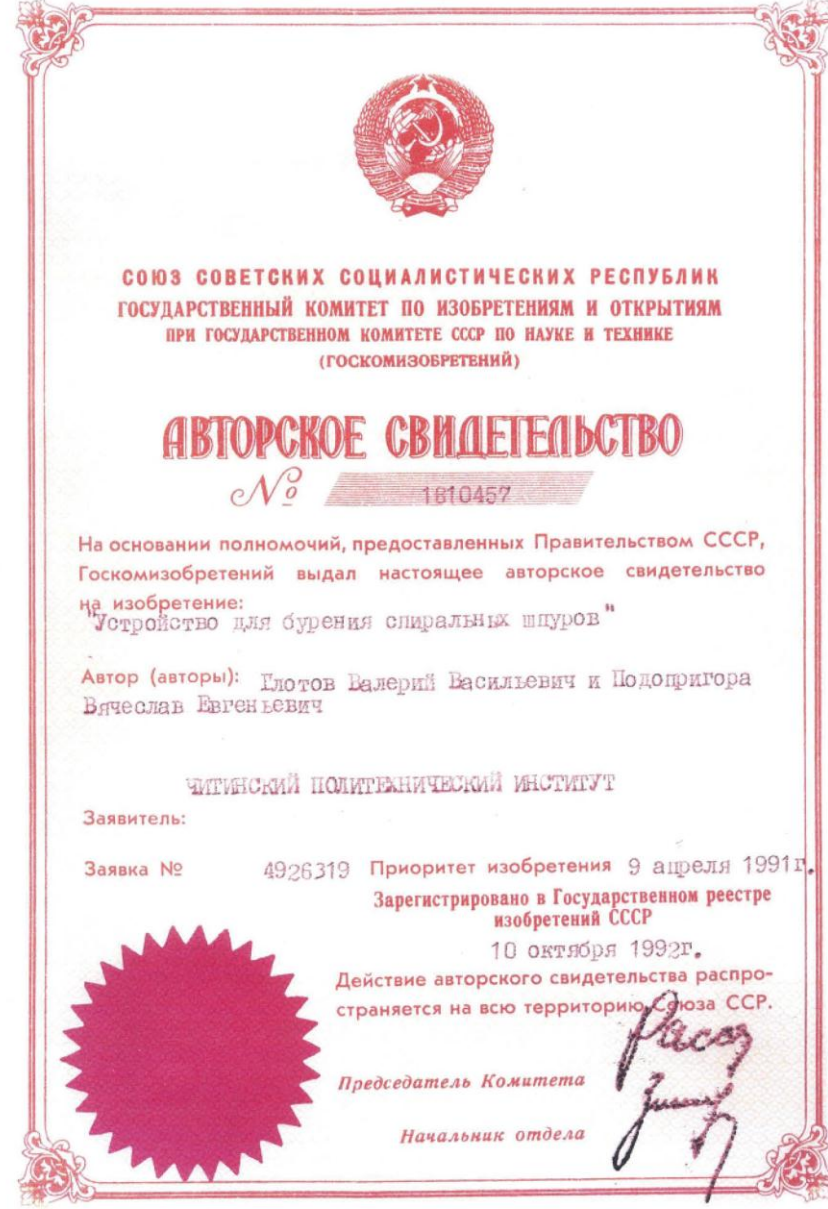 СОЮЗ СОВЕТСКИХ СОЦИАЛИСТИЧЕСКИХ РЕСПУБЛИК
ГОСУДАРСТВЕННЫЙ КОМИТЕТ ПО ИЗОБРЕТЕНИЯМ И ОТКРЫТИЯМ
ПРИ ГОСУДАРСТВЕННОМ КОМИТЕТЕ СССР ПО НАУКЕ И ТЕХНИКЕ
(ГОСКОМИЗОБРЕТЕНИЙ)
АВТОРСКОЕ СВИДЕТЕЛЬСТВО
№ 1810457
На основании полномочий, предоставленных Правительством СССР,
Госкомизобретений выдал настоящее авторское свидетельство
на изобретение:
"Устройство для бурения спиральных шпуров"
Автор (авторы): Глотов Валерий Васильевич и Подопригора
Вячеслав Евгеньевич
ЧИТИНСКИЙ ПОЛИТЕХНИЧЕСКИЙ ИНСТИТУТ
Заявитель:
Заявка № 4926319 Приоритет изобретения 9 апреля 1991г.
Зарегистрировано в Государственном реестре
изобретений СССР
10 октября 1992г.
Действие авторского свидетельства распро-
страняется на всю территорию Союза ССР.
Председатель Комитета
Начальник отдела